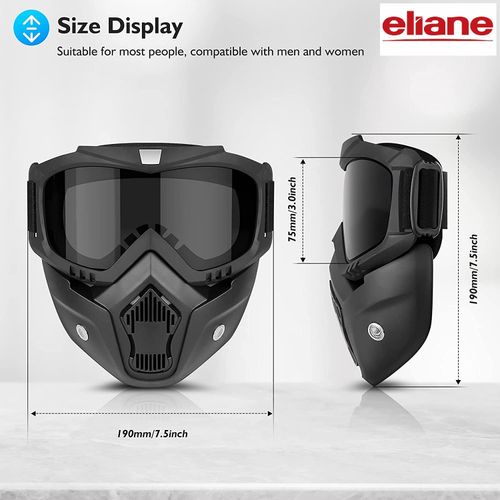 Size Display
eliane
Suitable for most people, compatible with men and women
75mm/3.0inch
190mm/7.5inch
190mm/7.5inch